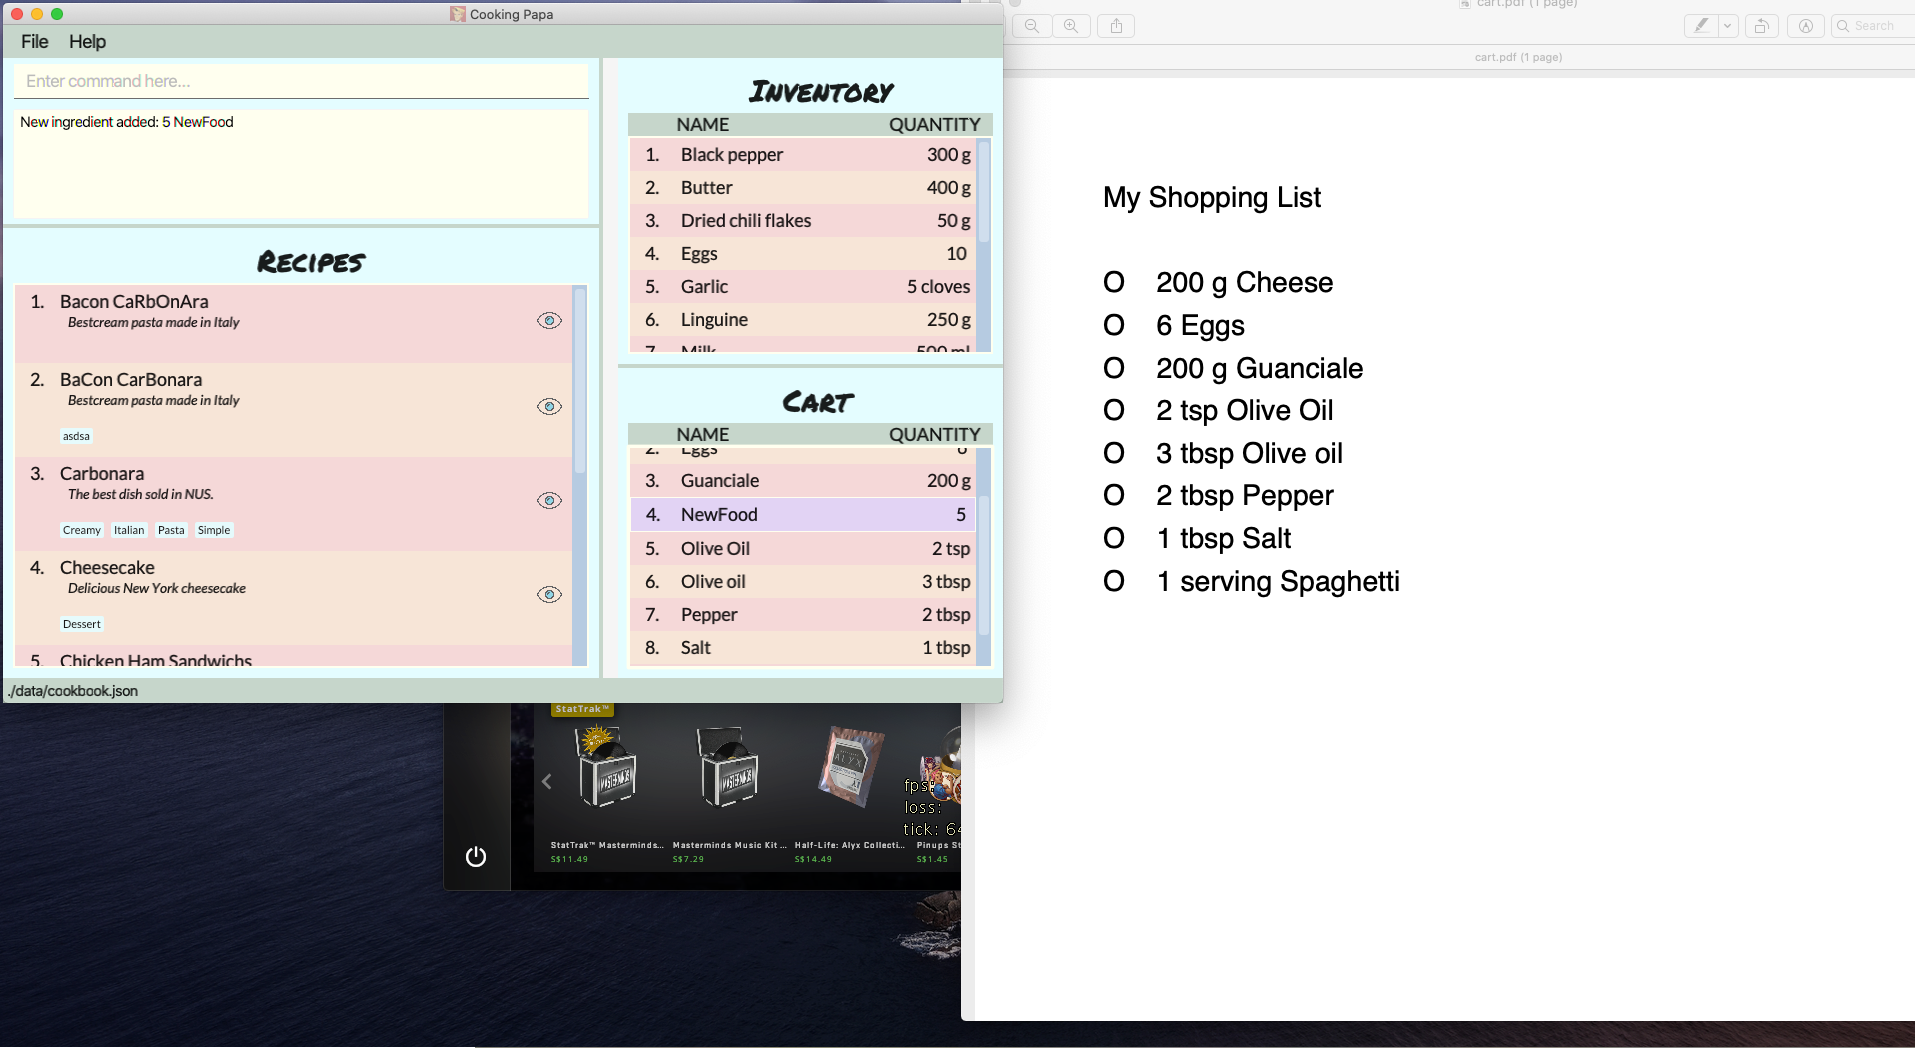 Cooking Papa
File Help
Enter command here...
New ingredient added: 5 NewFood
RECIPES
1. Bacon CaRbOnAra
Bestcream pasta made in Italy
2. BaCon CarBonara
Bestcream pasta made in Italy
asdsa
3. Carbonara
The best dish sold in NUS.
Creamy Italian Pasta Simple
4. Cheesecake
Delicious New York cheesecake
Dessert
5. Chicken Ham Sandwichs
./data/cookbook.json
INVENTORY
NAME QUANTITY
1. Black pepper 300 g
2. Butter 400 g
3. Dried chili flakes 50 g
4. Eggs 10
5. Garlic 5 cloves
6. Linguine 250 g
7. Milk 500 ml
CART
NAME QUANTITY
2. Eggs 6
3. Guanciale 200 g
4. NewFood 5
5. Olive Oil 2 tsp
6. Olive oil 3 tbsp
7. Pepper 2 tbsp
8. Salt 1 tbsp
cart.pdf (1 page)
Search
cart.pdf (1 page)
My Shopping List
O 200 g Cheese
O 6 Eggs
O 200 g Guanciale
O 2 tsp Olive Oil
O 3 tbsp Olive oil
O 2 tbsp Pepper
O 1 tbsp Salt
O 1 serving Spaghetti
StatTrak™
ALYX
fps:
loss:
tick: 64
StatTrak™ Masterminds... Masterminds Music Kit ... Half-Life: Alyx Collecti... Pinups St
S$11.49 S$7.29 S$14.49 S$1.45